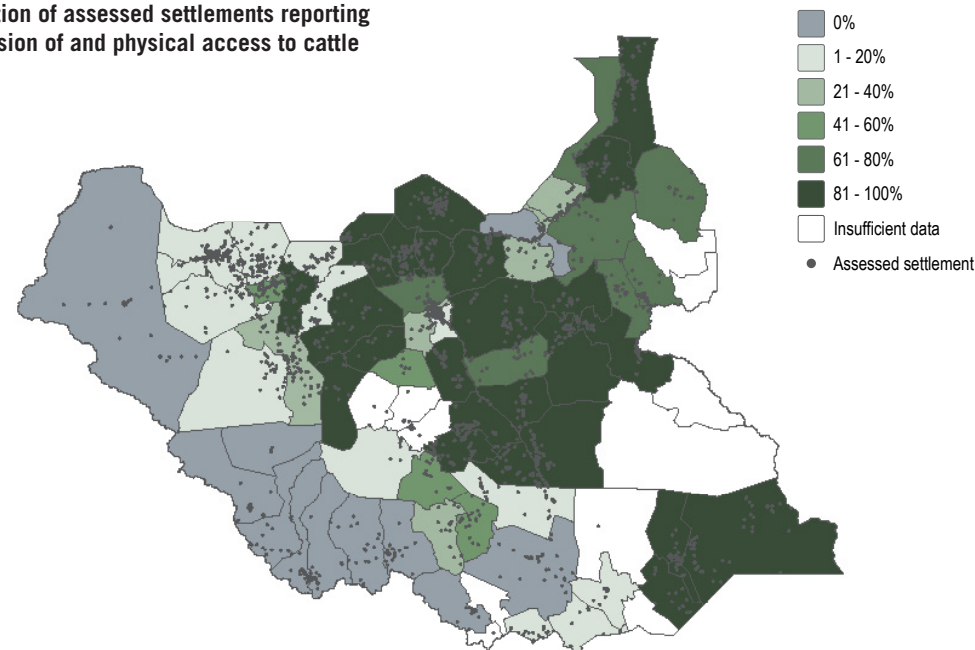 tion of assessed settlements reporting
sion of and physical access to cattle
0%
1 - 20%
21 - 40%
41 - 60%
61 - 80%
81 - 100%
Insufficient data
Assessed settlement